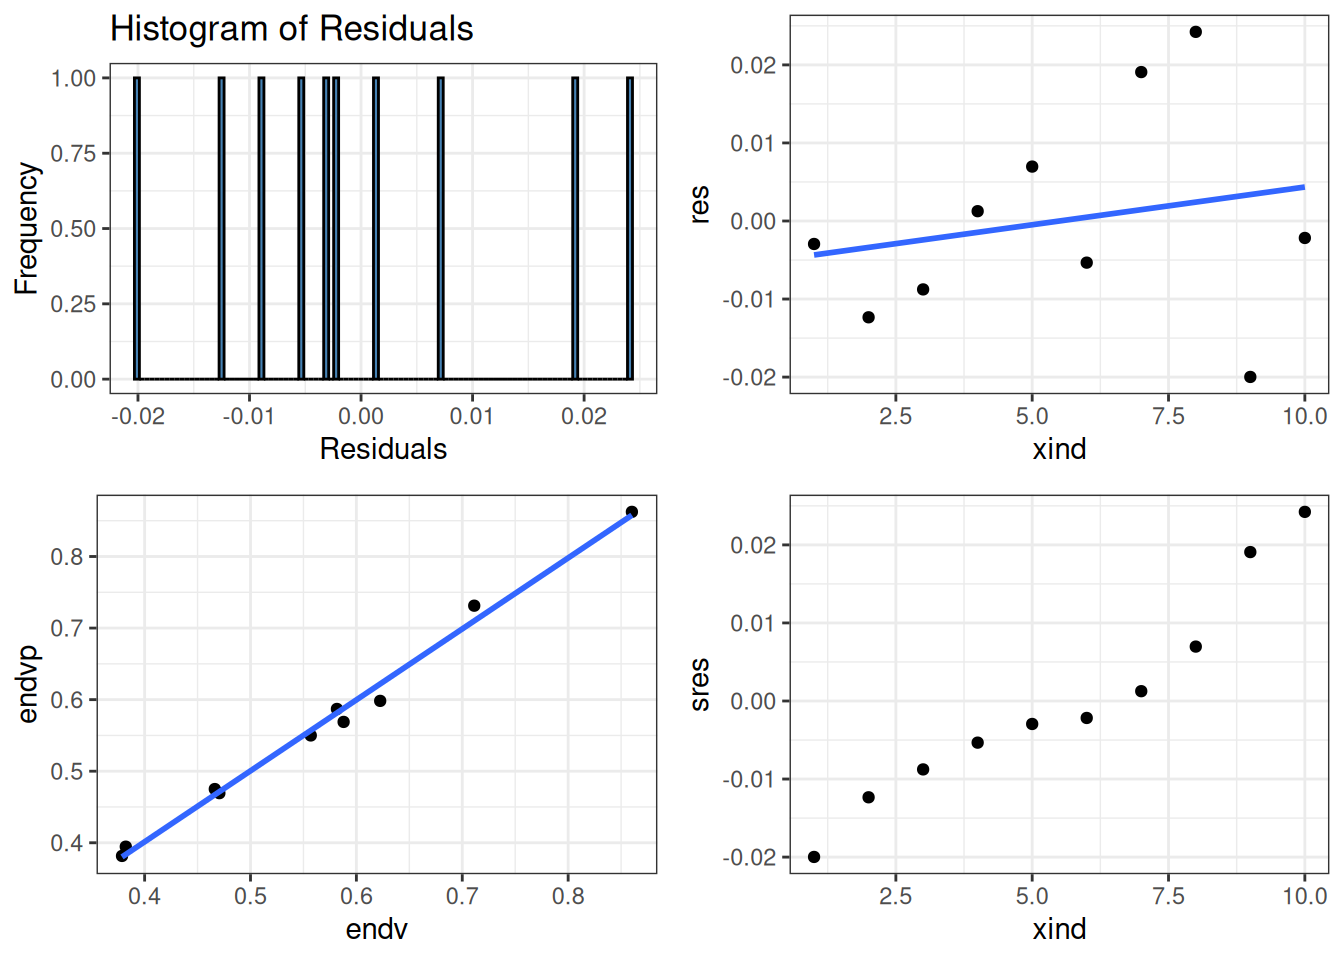 Histogram of Residuals
Frequency
1.00
0.75
0.50
0.25
0.00
-0.02 -0.01 0.00 0.01 0.02
Residuals
res
0.02
0.01
0.00
-0.01
-0.02
2.5 5.0 7.5 10.0
xind
endvp
0.8
0.7
0.6
0.5
0.4
0.4 0.5 0.6 0.7 0.8
endv
sres
0.02
0.01
0.00
-0.01
-0.02
2.5 5.0 7.5 10.0
xind